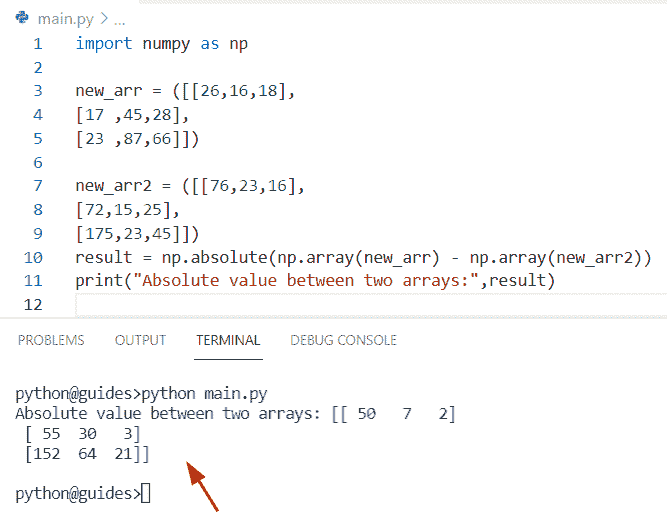 main.py > ...
1 import numpy as np
2
3 new_arr = ([[26,16,18],
4 [17 ,45,28],
5 [23 ,87,66]])
6
7 new_arr2 = ([[76,23,16],
8 [72,15,25],
9 [175,23,45]])
10 result = np.absolute(np.array(new_arr) - np.array(new_arr2))
11 print("Absolute value between two arrays:",result)
12
PROBLEMS OUTPUT TERMINAL DEBUG CONSOLE
python@guides>python main.py
Absolute value between two arrays: [[ 50   7   2]
 [ 55  30   3]
 [152  64  21]]
python@guides>